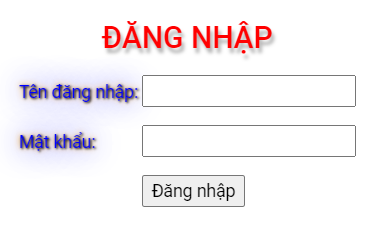 ĐĂNG NHẬP
Tên đăng nhập:
Mật khẩu:
Đăng nhập